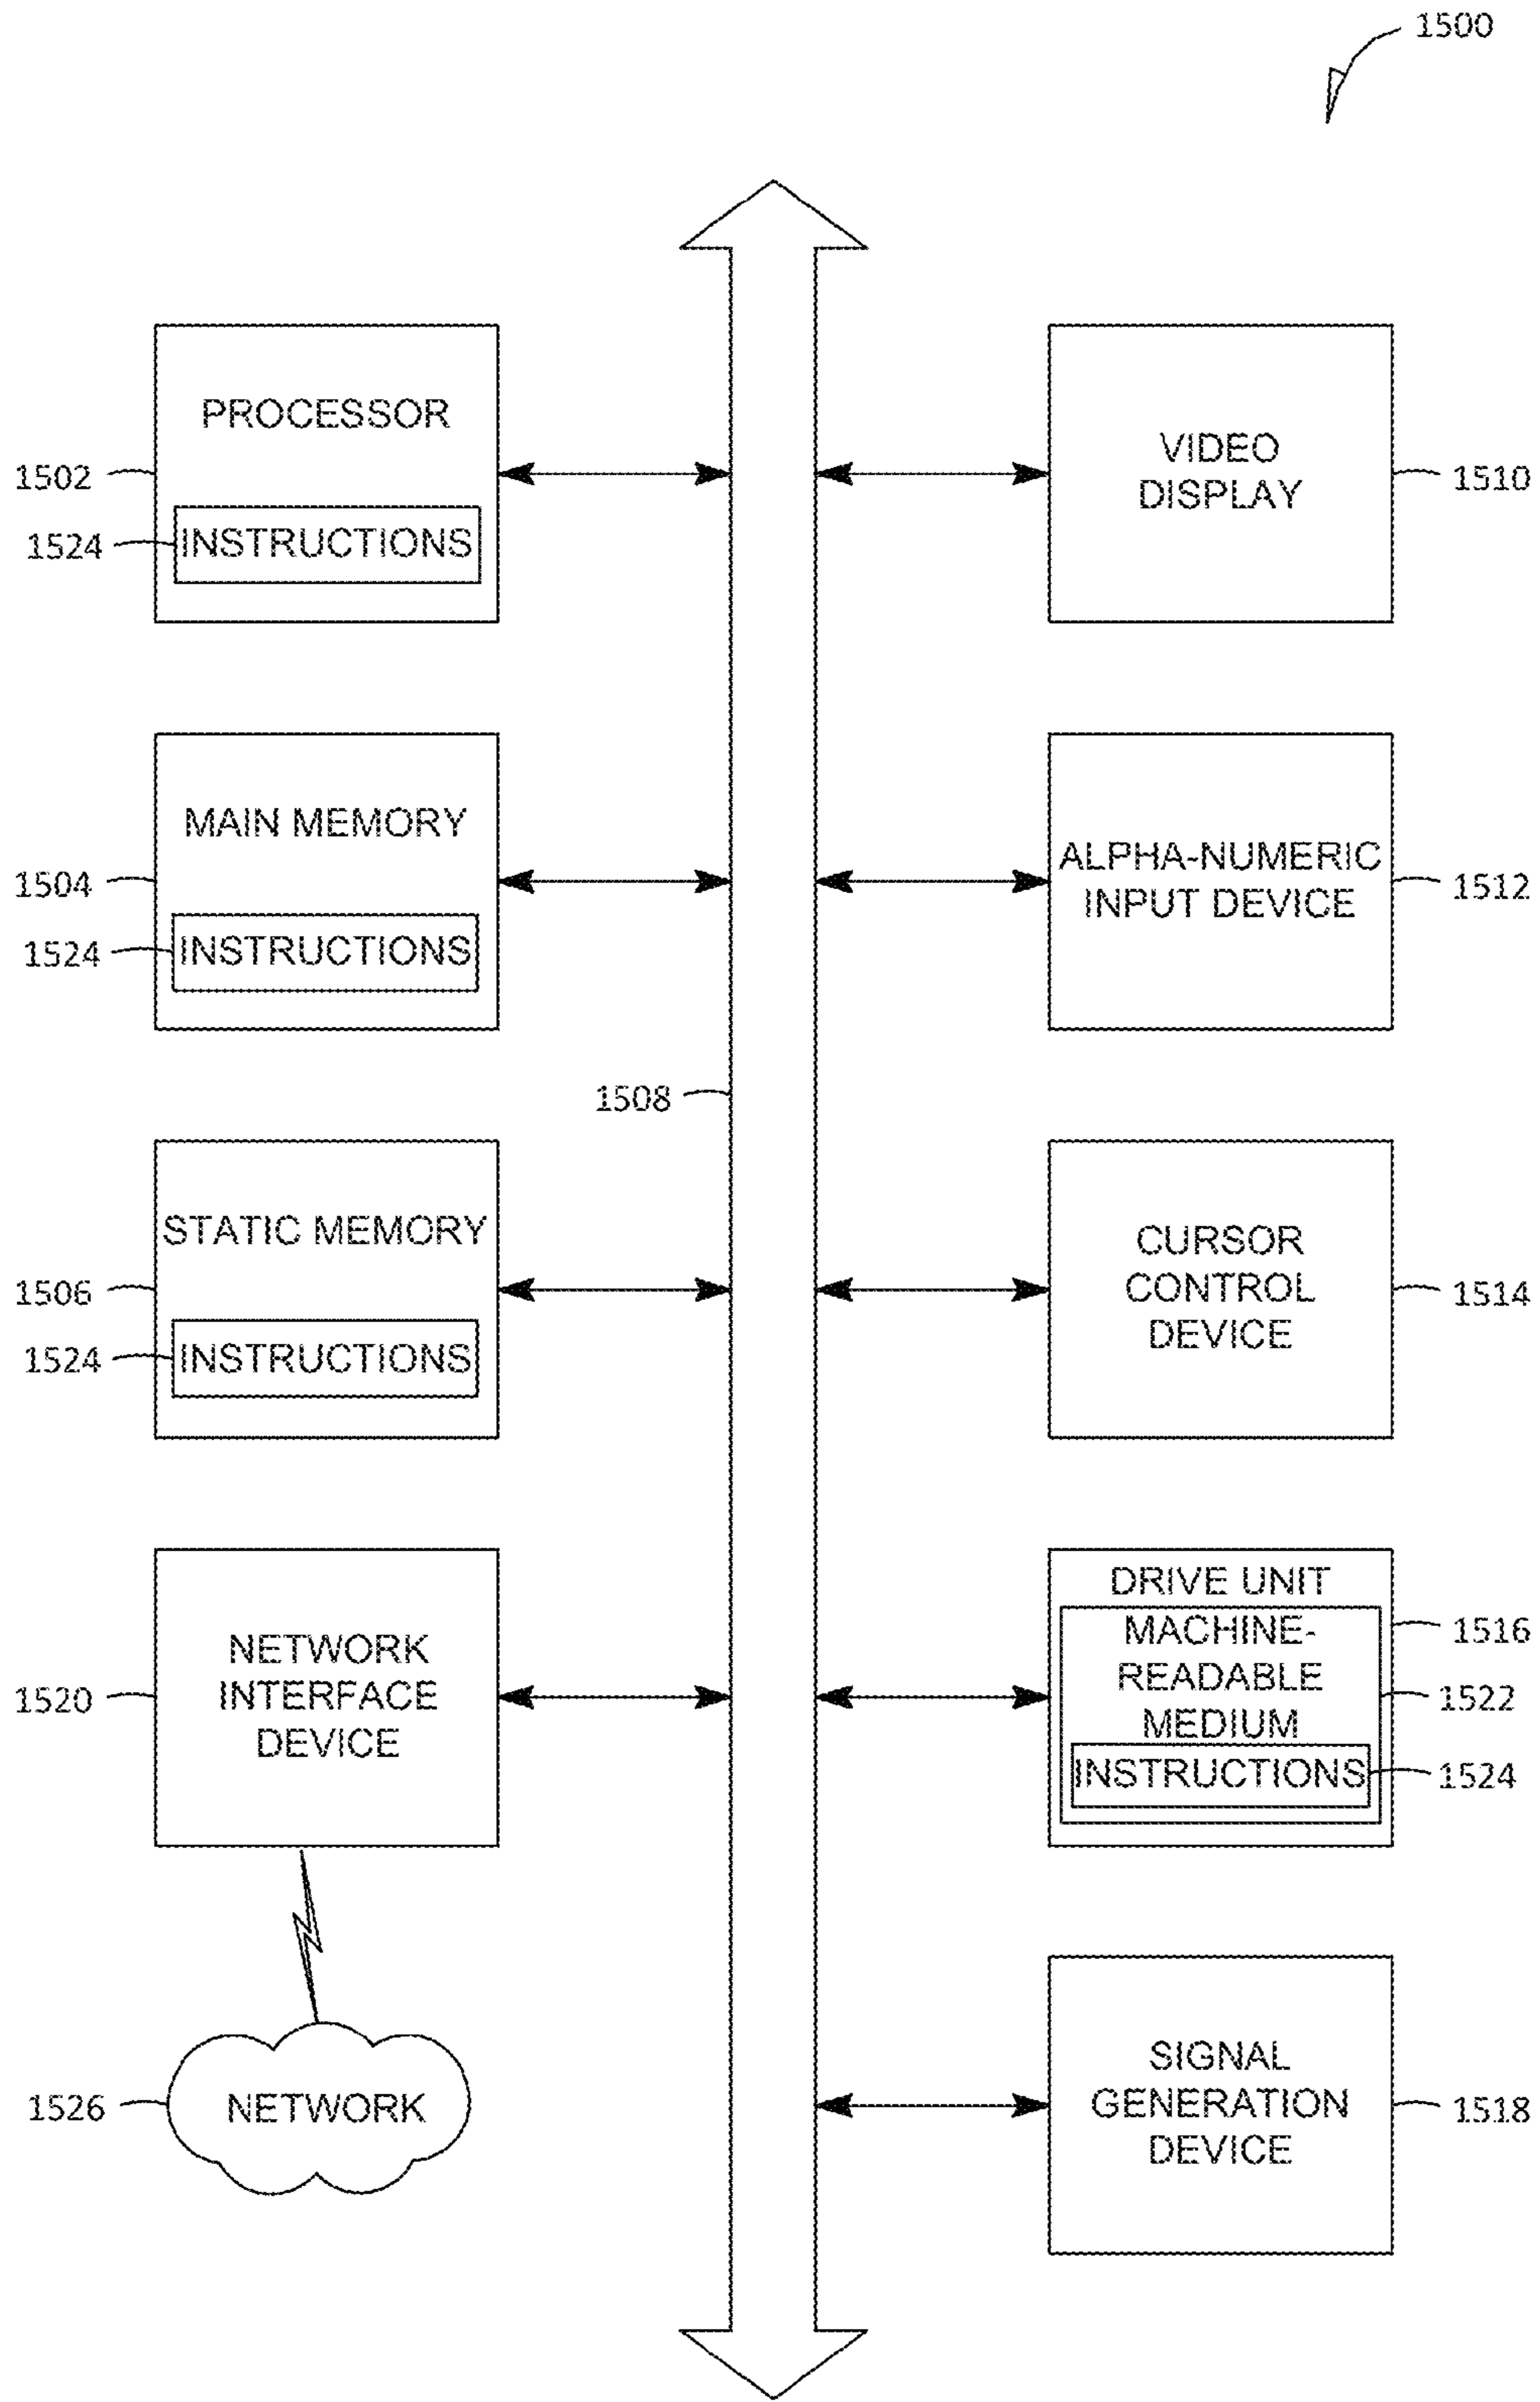 1500
PROCESSOR
1502
1524
INSTRUCTIONS
VIDEO
DISPLAY
1510
MAIN MEMORY
1504
1524
INSTRUCTIONS
ALPHA-NUMERIC
INPUT DEVICE
1512
1508
STATIC MEMORY
1506
1524
INSTRUCTIONS
CURSOR
CONTROL
DEVICE
1514
NETWORK
INTERFACE
DEVICE
1520
DRIVE UNIT
MACHINE-
READABLE
MEDIUM
INSTRUCTIONS
1516
1522
1524
1526
NETWORK
SIGNAL
GENERATION
DEVICE
1518